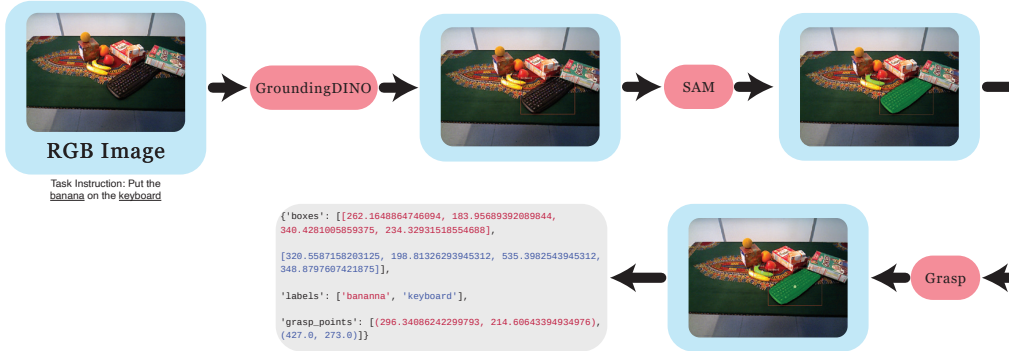 GroundingDINO
SAM
RGB Image
Task Instruction: Put the
banana on the keyboard
{'boxes': [[262.1648864746094, 183.95689392089844,
340.4281005859375, 234.32931518554688],
[320.5587158203125, 198.81326293945312, 535.3982543945312,
348.8797607421875]],
'labels': ['bananna', 'keyboard'],
'grasp_points': [(296.34086242299793, 214.60643394934976),
(427.0, 273.0)]}
Grasp